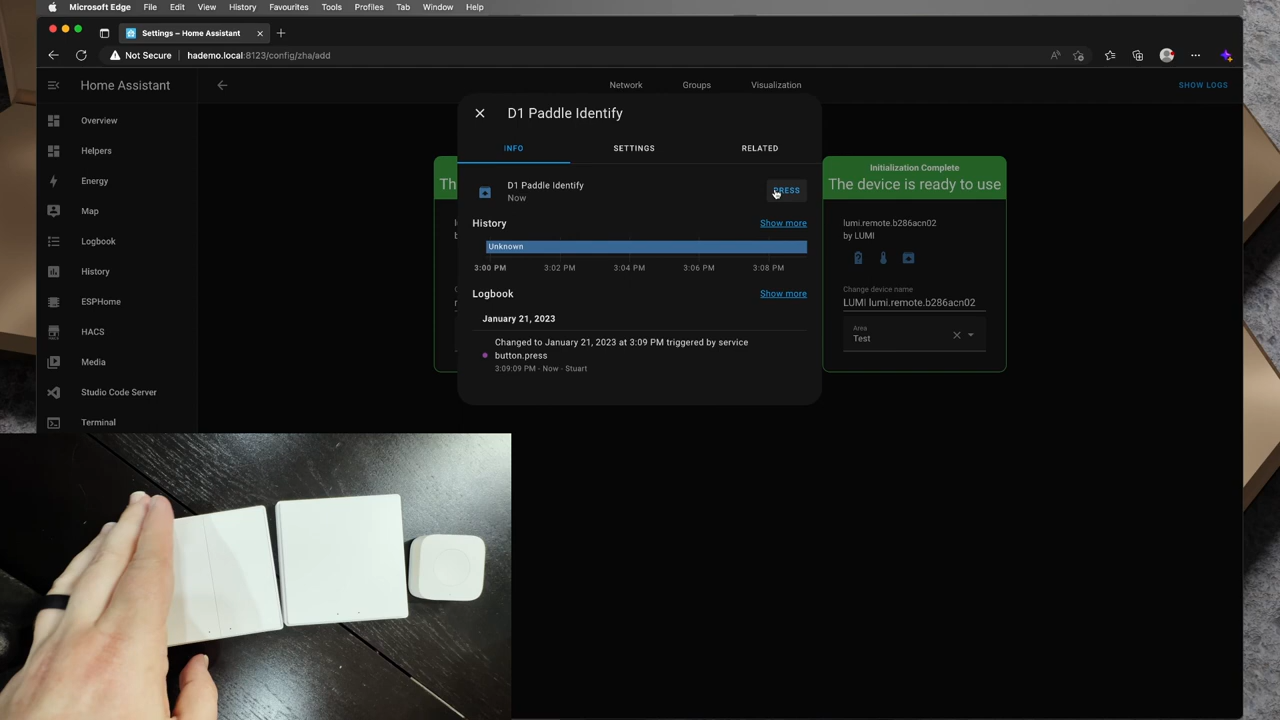 Microsoft Edge File Edit View History Favourites Tools Profiles Tab Window Help
Settings – Home Assistant
Not Secure hademo.local:8123/config/zha/add
Home Assistant
Network Groups Visualization
SHOW LOGS
Overview
Helpers
Energy
Map
Logbook
History
ESPHome
HACS
Media
Studio Code Server
Terminal
D1 Paddle Identify
INFO SETTINGS RELATED
D1 Paddle Identify
Now
PRESS
History
Show more
Unknown
3:00 PM 3:02 PM 3:04 PM 3:06 PM 3:08 PM
Logbook
Show more
January 21, 2023
Changed to January 21, 2023 at 3:09 PM triggered by service
button.press
3:09:09 PM - Now - Stuart
Th
Initialization Complete
The device is ready to use
lumi.remote.b286acn02
by LUMI
Change device name
LUMI lumi.remote.b286acn02
Area
Test